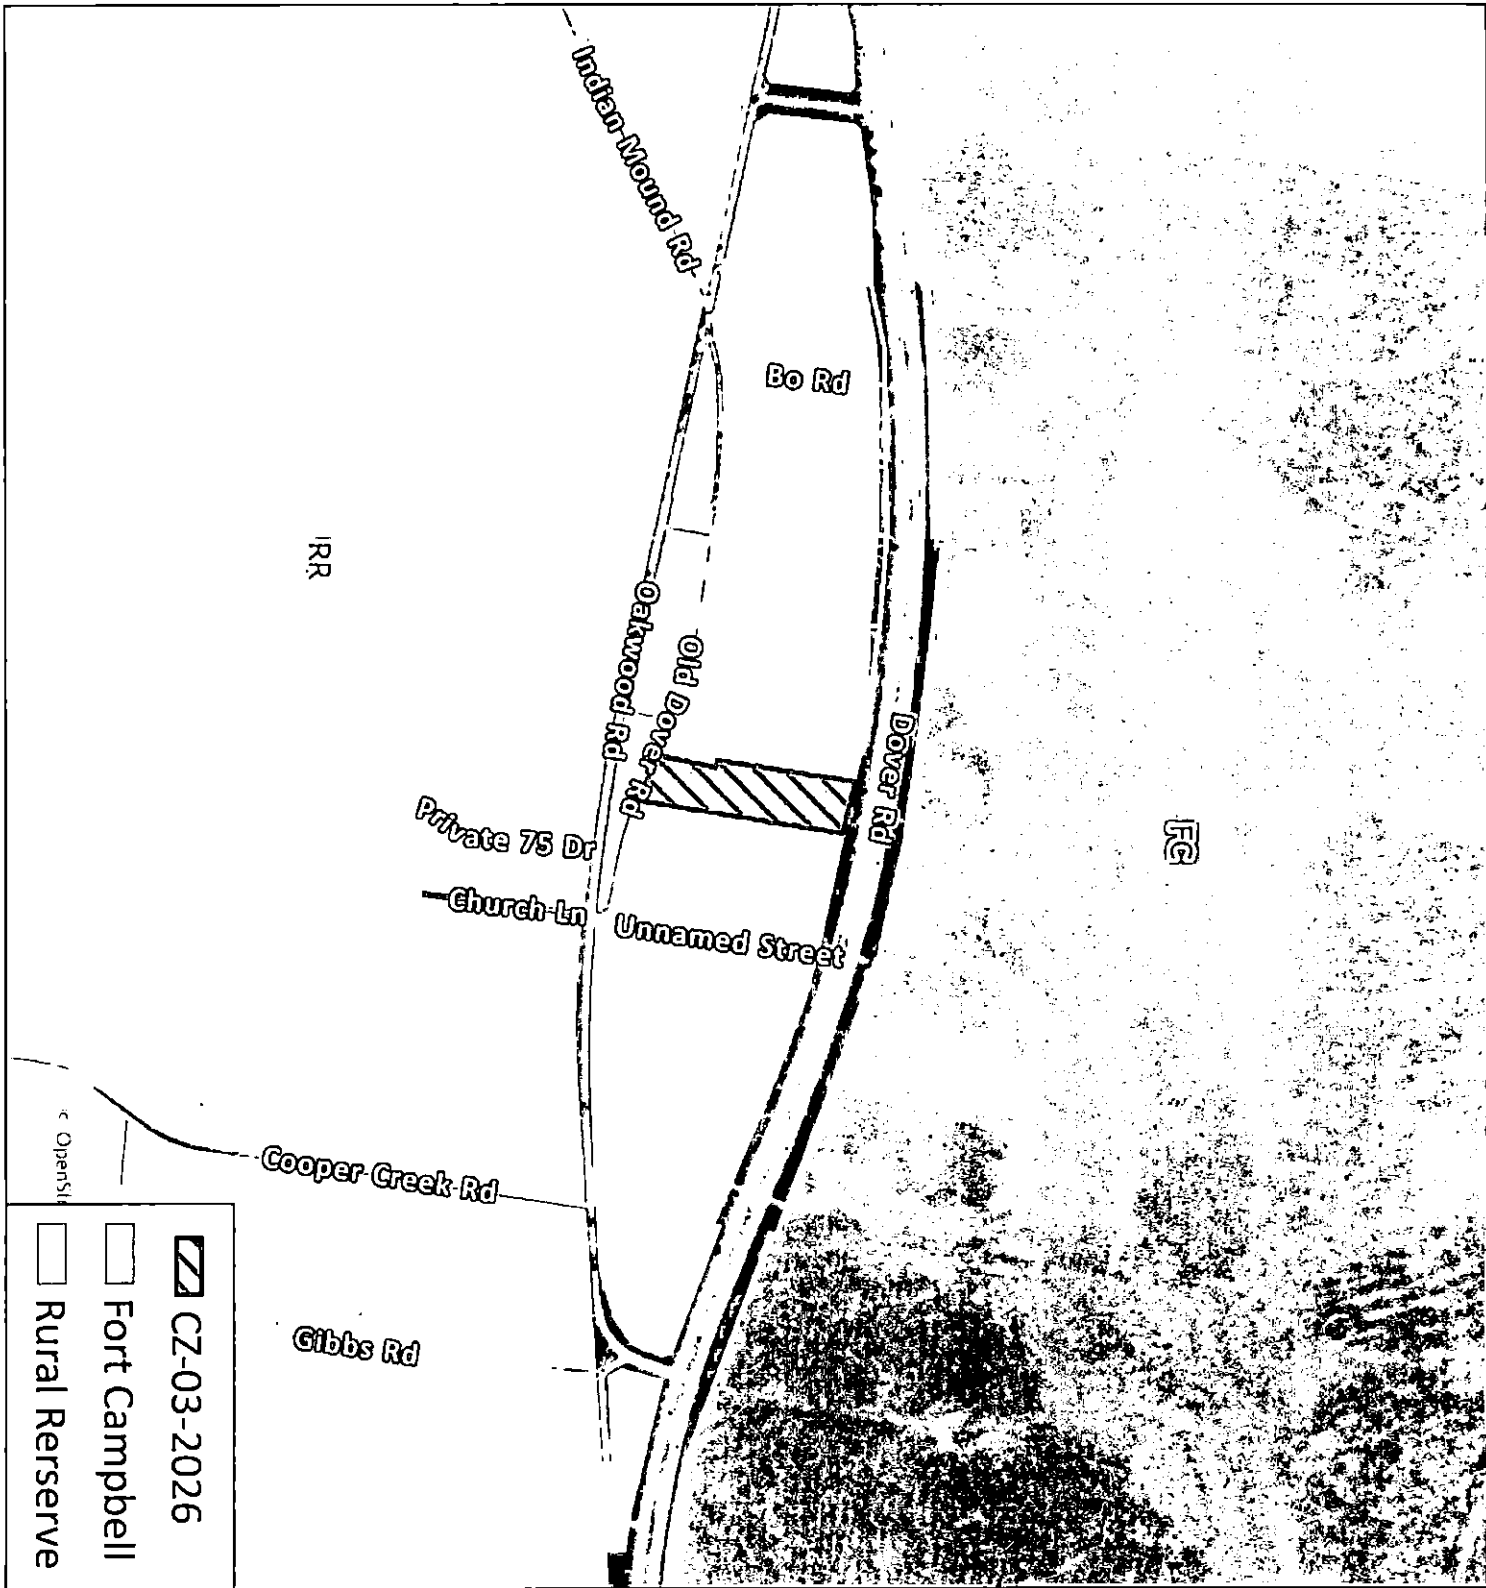 Indian Mound Rd
Bo Rd
Oakwood Rd
Old Dover Rd
Dover Rd
Private 75 Dr
Church Ln
Unnamed Street
RR
FC
Cooper Creek Rd
Gibbs Rd
CZ-03-2026
Fort Campbell
Rural Rerserve